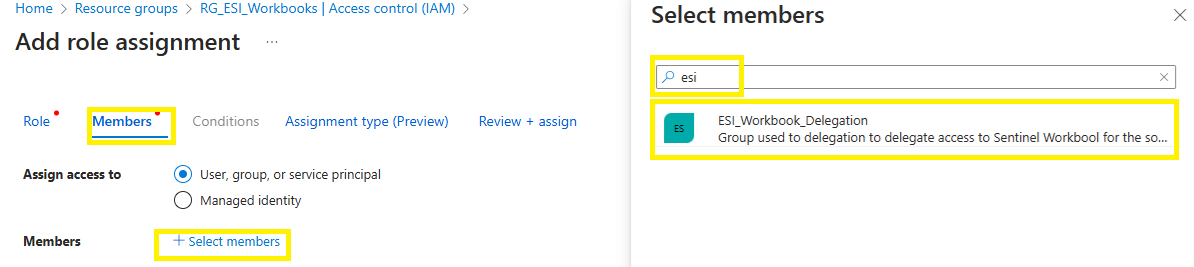 Home > Resource groups > RG_ESI_Workbooks | Access control (IAM) >
Add role assignment ...
Role Members Conditions Assignment type (Preview) Review + assign
Assign access to
User, group, or service principal
Managed identity
Members
+ Select members
Select members
esi
ES
ESI_Workbook_Delegation
Group used to delegation to delegate access to Sentinel Workbool for the so...